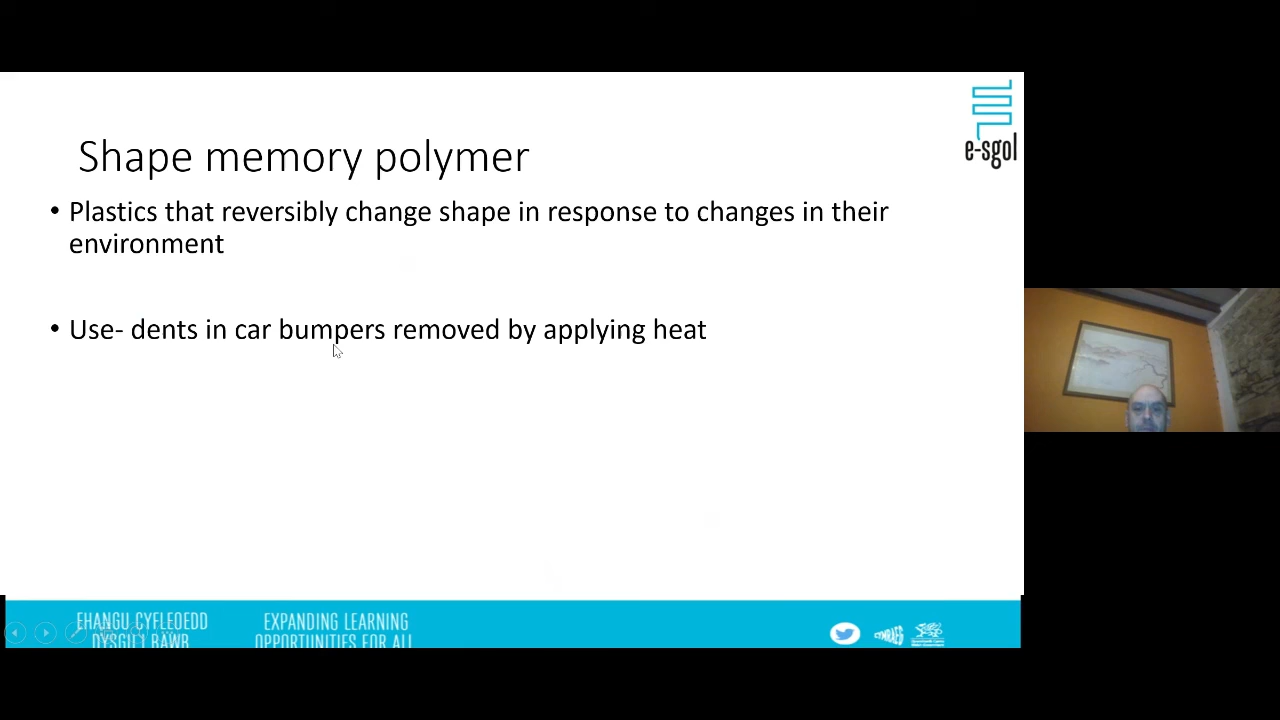 e-sgol
Shape memory polymer
• Plastics that reversibly change shape in response to changes in their
environment
• Use- dents in car bumpers removed by applying heat
EHANGU CYFLEOEDD
DYSGU I BAWB
EXPANDING LEARNING
OPPORTUNITIES FOR ALL